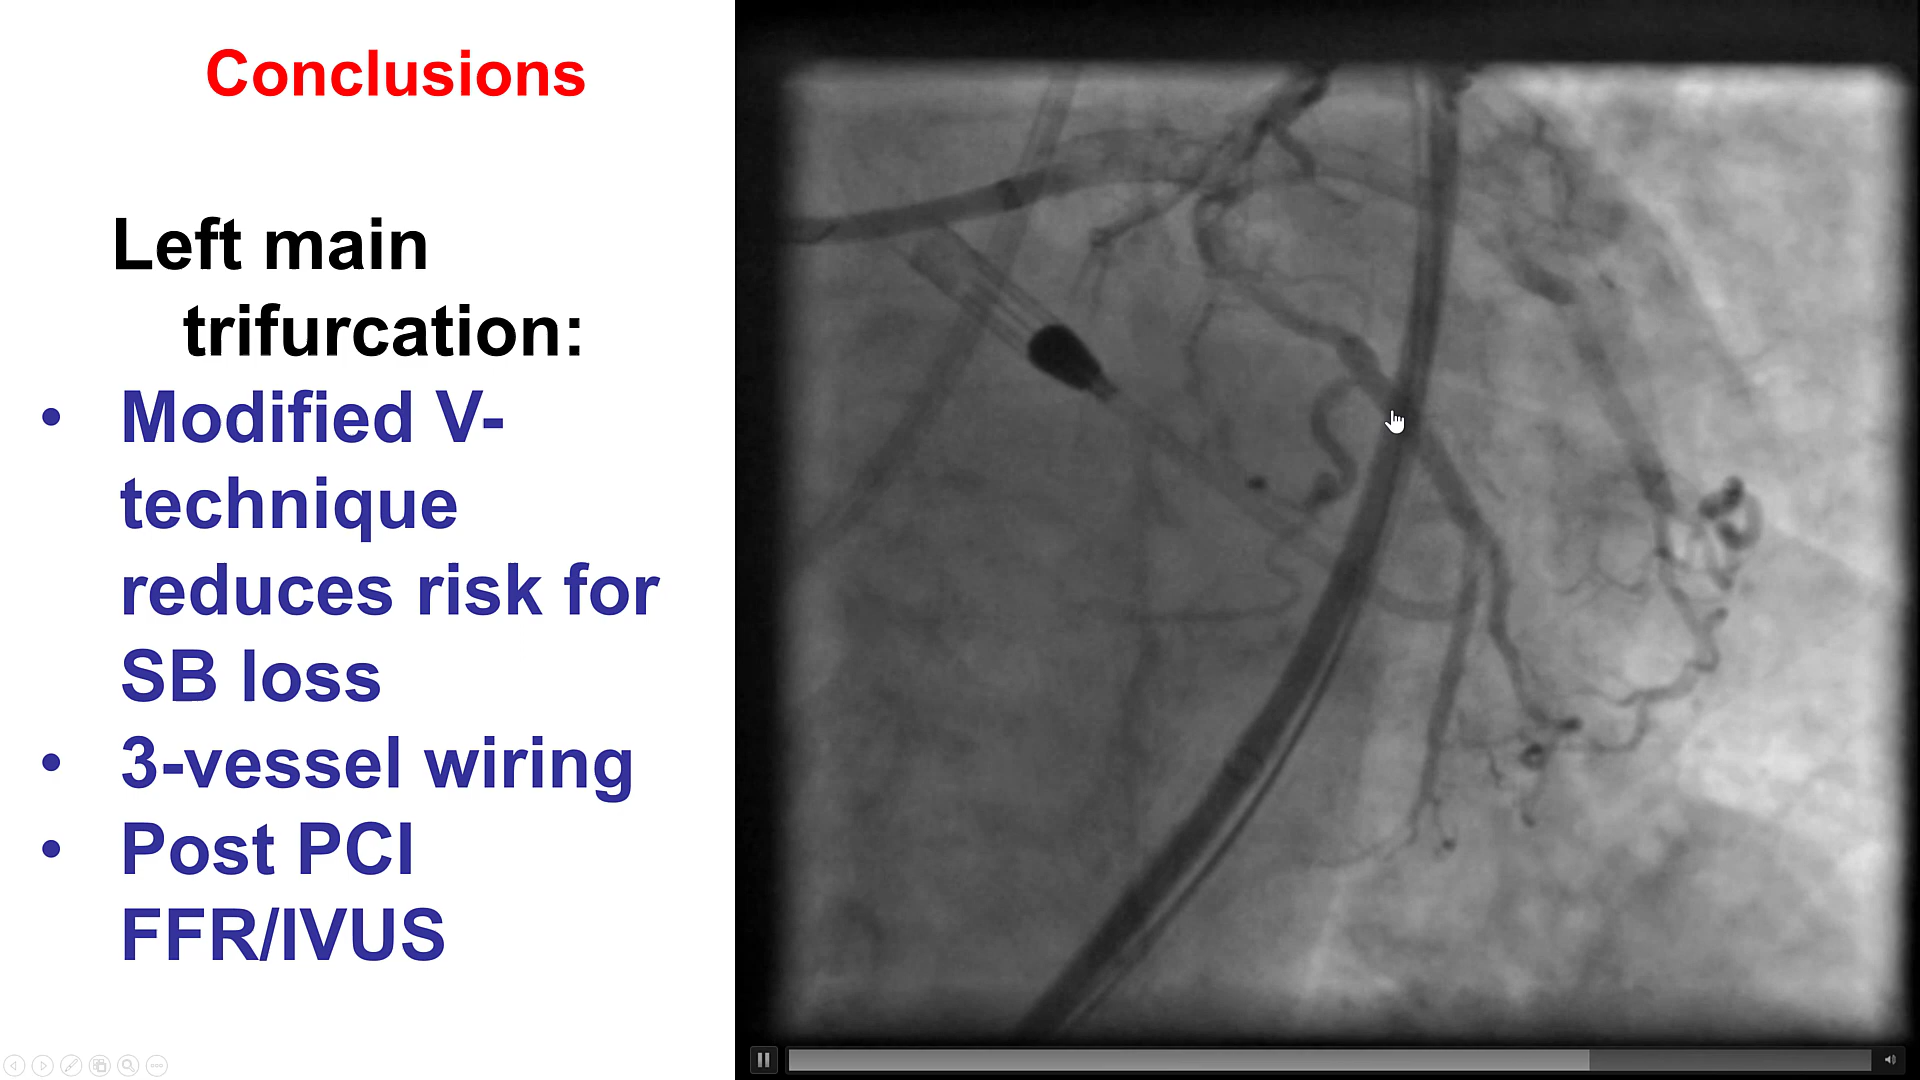 Conclusions
Left main
trifurcation:
• Modified V-
technique
reduces risk for
SB loss
• 3-vessel wiring
• Post PCI
FFR/IVUS